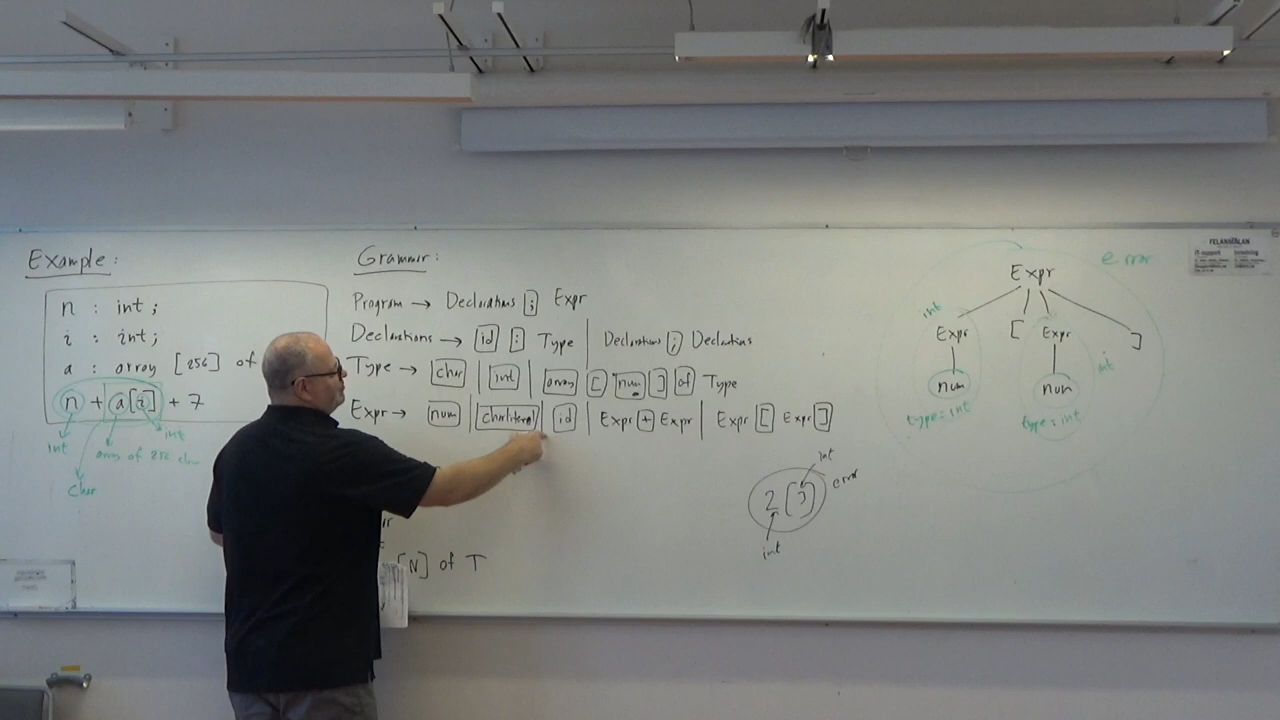 Example:
n : int ;
i : int ;
a : array [256] of
n + a[i] + 7
int
int
array of 256 char
char
Grammar:
Program → Declarations ; Expr
Declarations → id : Type | Declarations ; Declarations
Type → char | int | array [ num ] of Type
Expr → num | charliteral | id | Expr + Expr | Expr [ Expr ]
[N] of T
2[3]
int
error
int
error
Expr
int
Expr [ Expr ]
int
num num
type=int type=int
FELANMÄLAN